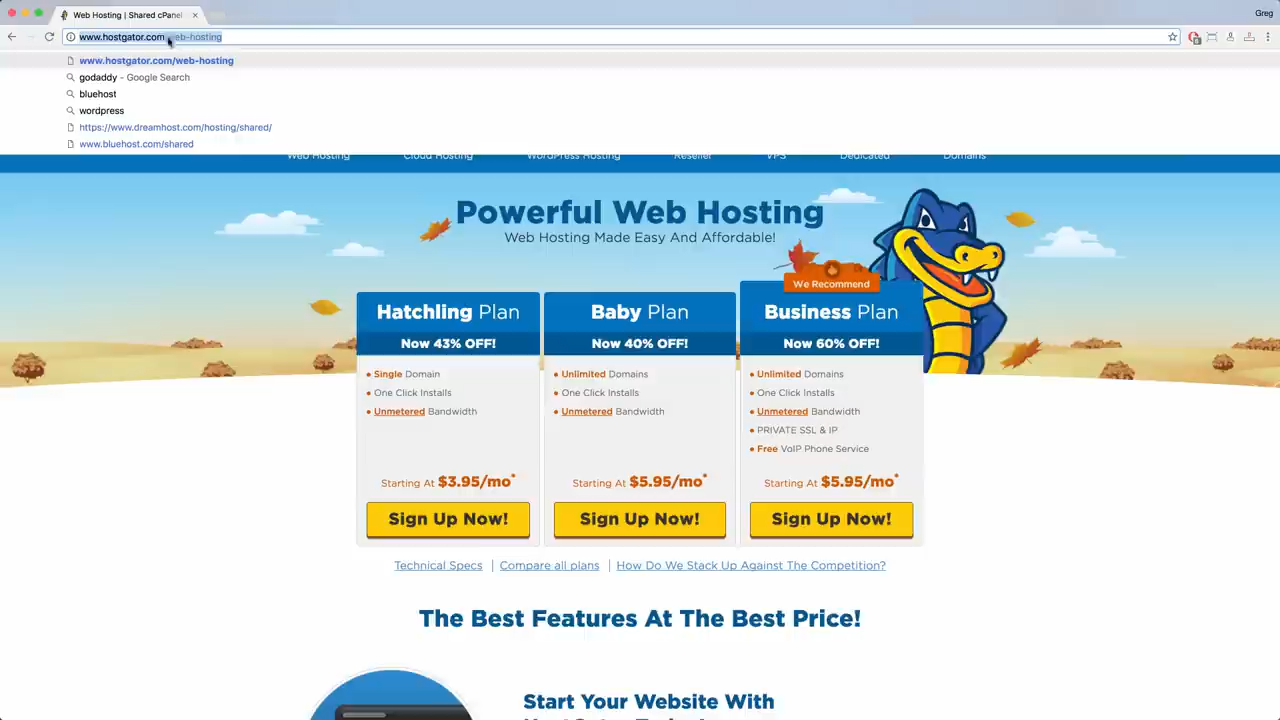 Web Hosting | Shared cPanel
Greg
www.hostgator.com/web-hosting
www.hostgator.com/web-hosting
godaddy - Google Search
bluehost
wordpress
https://www.dreamhost.com/hosting/shared/
www.bluehost.com/shared
Web Hosting Cloud Hosting WordPress Hosting Reseller VPS Dedicated Domains
Powerful Web Hosting
Web Hosting Made Easy And Affordable!
We Recommend
Hatchling Plan
Now 43% OFF!
• Single Domain
• One Click Installs
• Unmetered Bandwidth
Starting At $3.95/mo*
Sign Up Now!
Baby Plan
Now 40% OFF!
• Unlimited Domains
• One Click Installs
• Unmetered Bandwidth
Starting At $5.95/mo*
Sign Up Now!
Business Plan
Now 60% OFF!
• Unlimited Domains
• One Click Installs
• Unmetered Bandwidth
• PRIVATE SSL & IP
• Free VoIP Phone Service
Starting At $5.95/mo*
Sign Up Now!
Technical Specs | Compare all plans | How Do We Stack Up Against The Competition?
The Best Features At The Best Price!
Start Your Website With